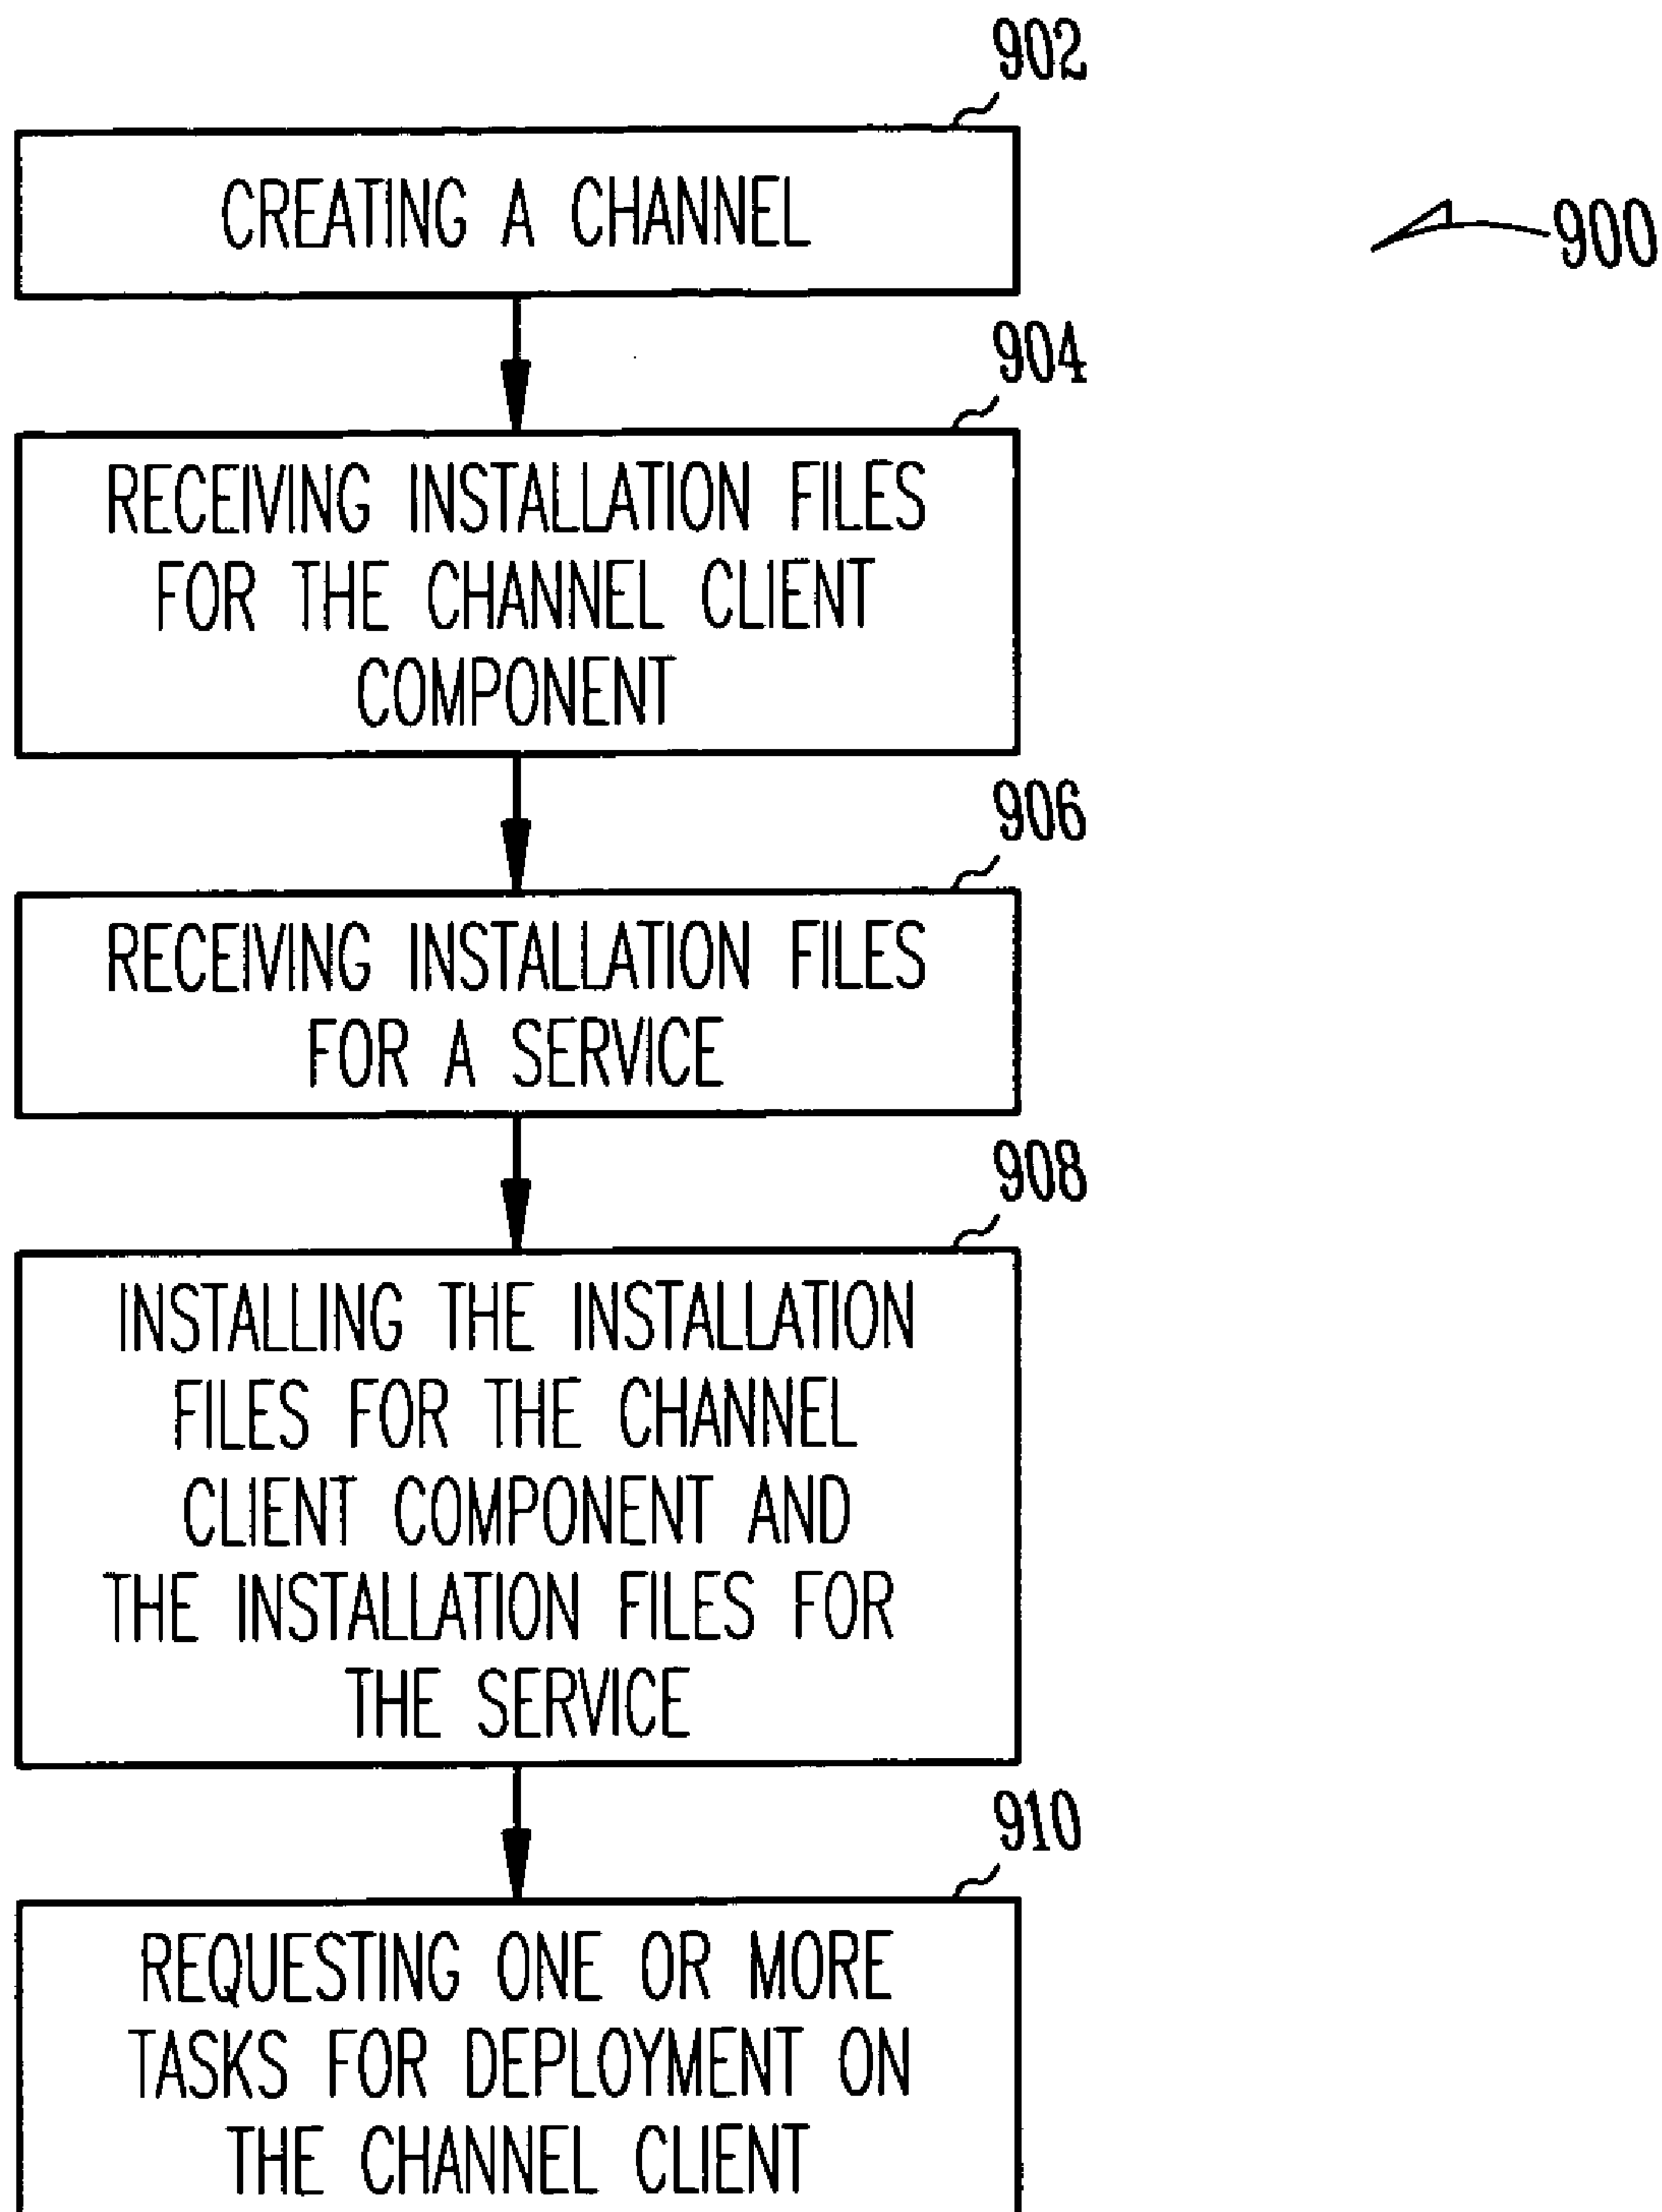 902
CREATING A CHANNEL
900
904
RECEIVING INSTALLATION FILES
FOR THE CHANNEL CLIENT
COMPONENT
906
RECEIVING INSTALLATION FILES
FOR A SERVICE
908
INSTALLING THE INSTALLATION
FILES FOR THE CHANNEL
CLIENT COMPONENT AND
THE INSTALLATION FILES FOR
THE SERVICE
910
REQUESTING ONE OR MORE
TASKS FOR DEPLOYMENT ON
THE CHANNEL CLIENT